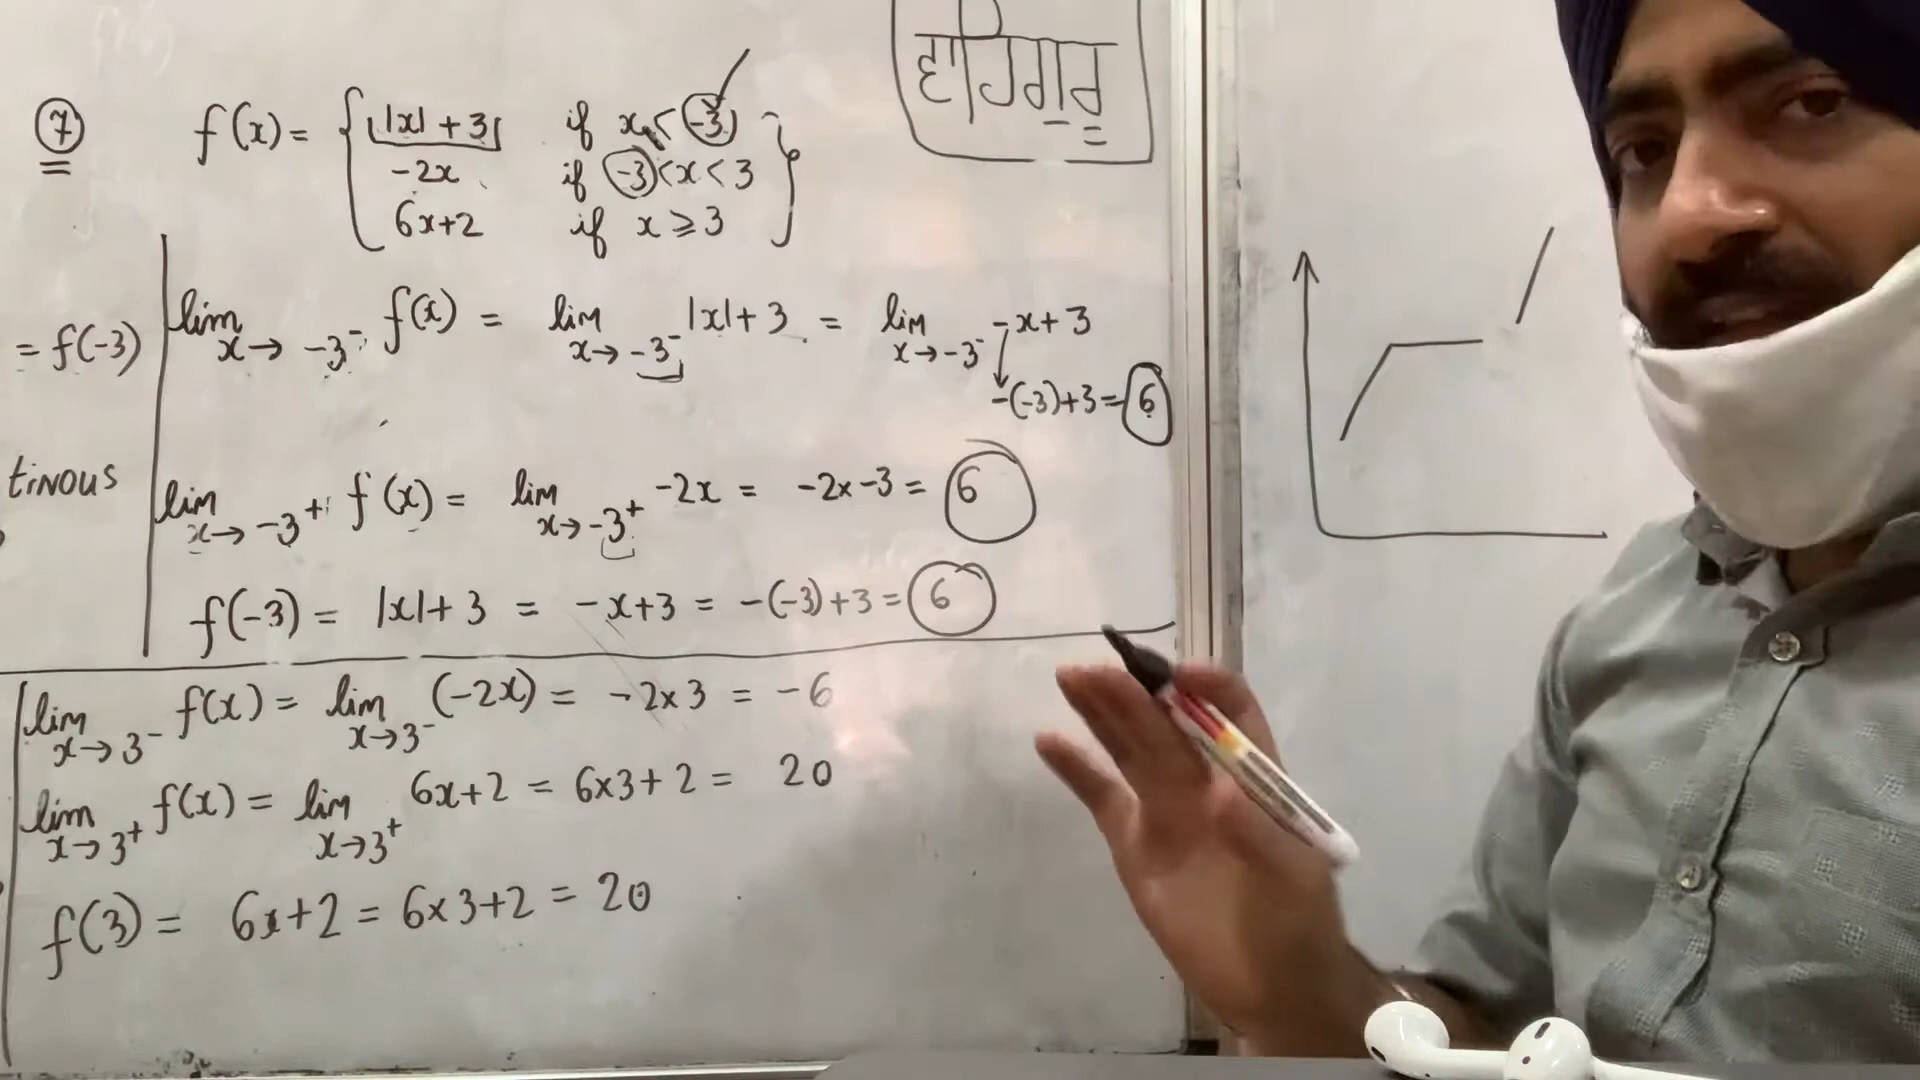 ਵਾਹਿਗੁਰੂ
⑦ f(x) = { |x| + 3 if x ≤ -3
-2x if -3 < x < 3
6x+2 if x ⩾ 3 }
= f(-3)
lim x→ -3⁻ f(x) = lim x→ -3⁻ |x| + 3 = lim x→ -3⁻ -x + 3
-(-3)+3 = 6
tinous
lim x→ -3⁺ f(x) = lim x→ -3⁺ -2x = -2x-3 = 6
f(-3) = |x| + 3 = -x+3 = -(-3)+3 = 6
lim x→3⁻ f(x) = lim x→3⁻ (-2x) = -2x3 = -6
lim x→3⁺ f(x) = lim x→3⁺ 6x+2 = 6x3+2 = 20
f(3) = 6x+2 = 6x3+2 = 20